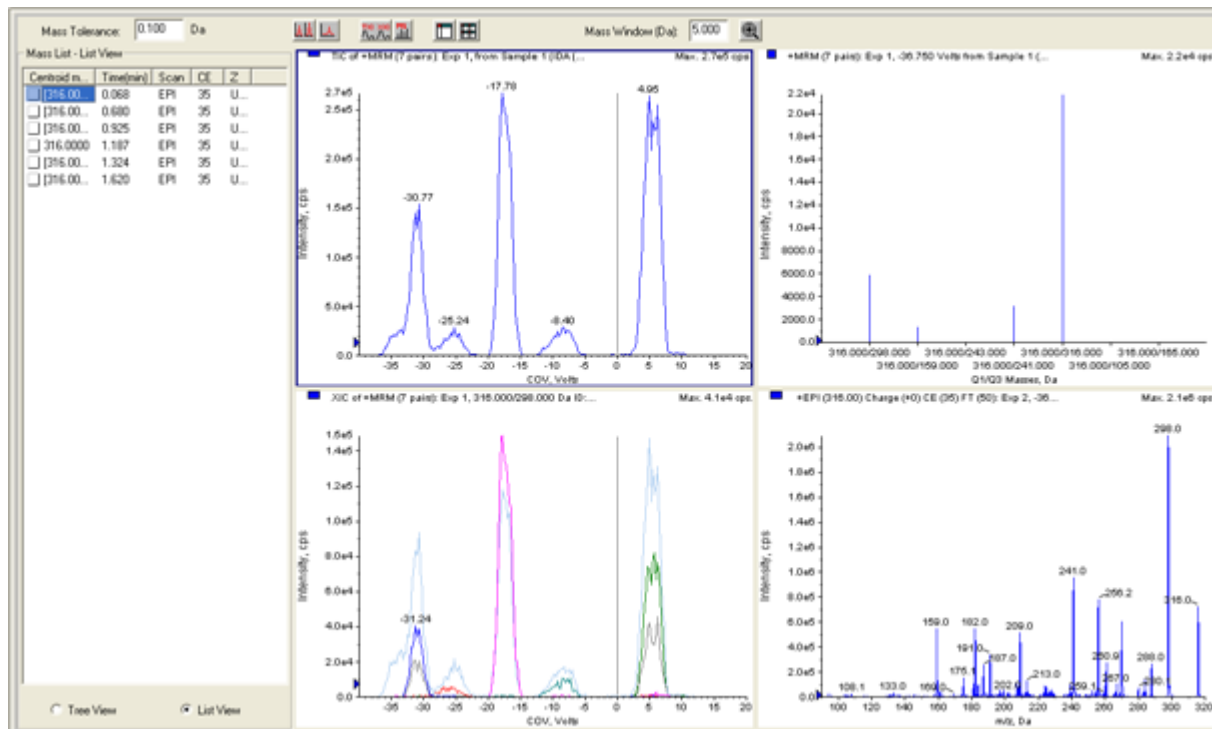 Mass Tolerance: 0.100 Da
Mass Window (Da): 5.000
Mass List - List View
Centroid m... Time(min) Scan CE Z
[316.00... 0.068 EPI 35 U...
[316.00... 0.680 EPI 35 U...
[316.00... 0.925 EPI 35 U...
316.0000 1.187 EPI 35 U...
[316.00... 1.324 EPI 35 U...
[316.00... 1.620 EPI 35 U...
Tree View
List View
TIC of +MRM (7 pairs): Exp 1, from Sample 1 (IDA (...
Max. 2.7e5 cps
2.7e5
2.5e5
2.0e5
1.5e5
1.0e5
5.0e4
0.0
Intensity, cps
-30.77
-25.24
-17.78
-8.40
4.95
-35 -30 -25 -20 -15 -10 -5 0 5 10 15 20
COV, Volts
+MRM (7 pairs): Exp 1, -36.750 Volts from Sample 1 (...
Max. 2.2e4 cps
2.2e4
2.0e4
1.8e4
1.6e4
1.4e4
1.2e4
1.0e4
8000.0
6000.0
4000.0
2000.0
0.0
Intensity, cps
316.000/298.000 316.000/243.000 316.000/316.000 316.000/165.000
316.000/159.000 316.000/241.000 316.000/105.000
Q1/Q3 Masses, Da
XIC of +MRM (7 pairs): Exp 1, 316.000/298.000 Da ID:...
Max. 4.1e4 cps
1.5e5
1.4e5
1.2e5
1.0e5
8.0e4
6.0e4
4.0e4
2.0e4
0.0
Intensity, cps
-31.24
-35 -30 -25 -20 -15 -10 -5 0 5 10 15 20
COV, Volts
+EPI (316.00) Charge (+0) CE (35) FT (50): Exp 2, -36...
Max. 2.1e6 cps
2.0e6
1.8e6
1.6e6
1.4e6
1.2e6
1.0e6
8.0e5
6.0e5
4.0e5
2.0e5
0.0
Intensity, cps
298.0
241.0
256.2
316.0
159.0
182.0
209.0
191.0
187.0
175.1
250.9
288.0
213.0
108.1
133.0
169.0
259.1
267.0
100 120 140 160 180 200 220 240 260 280 300 320
m/z, Da